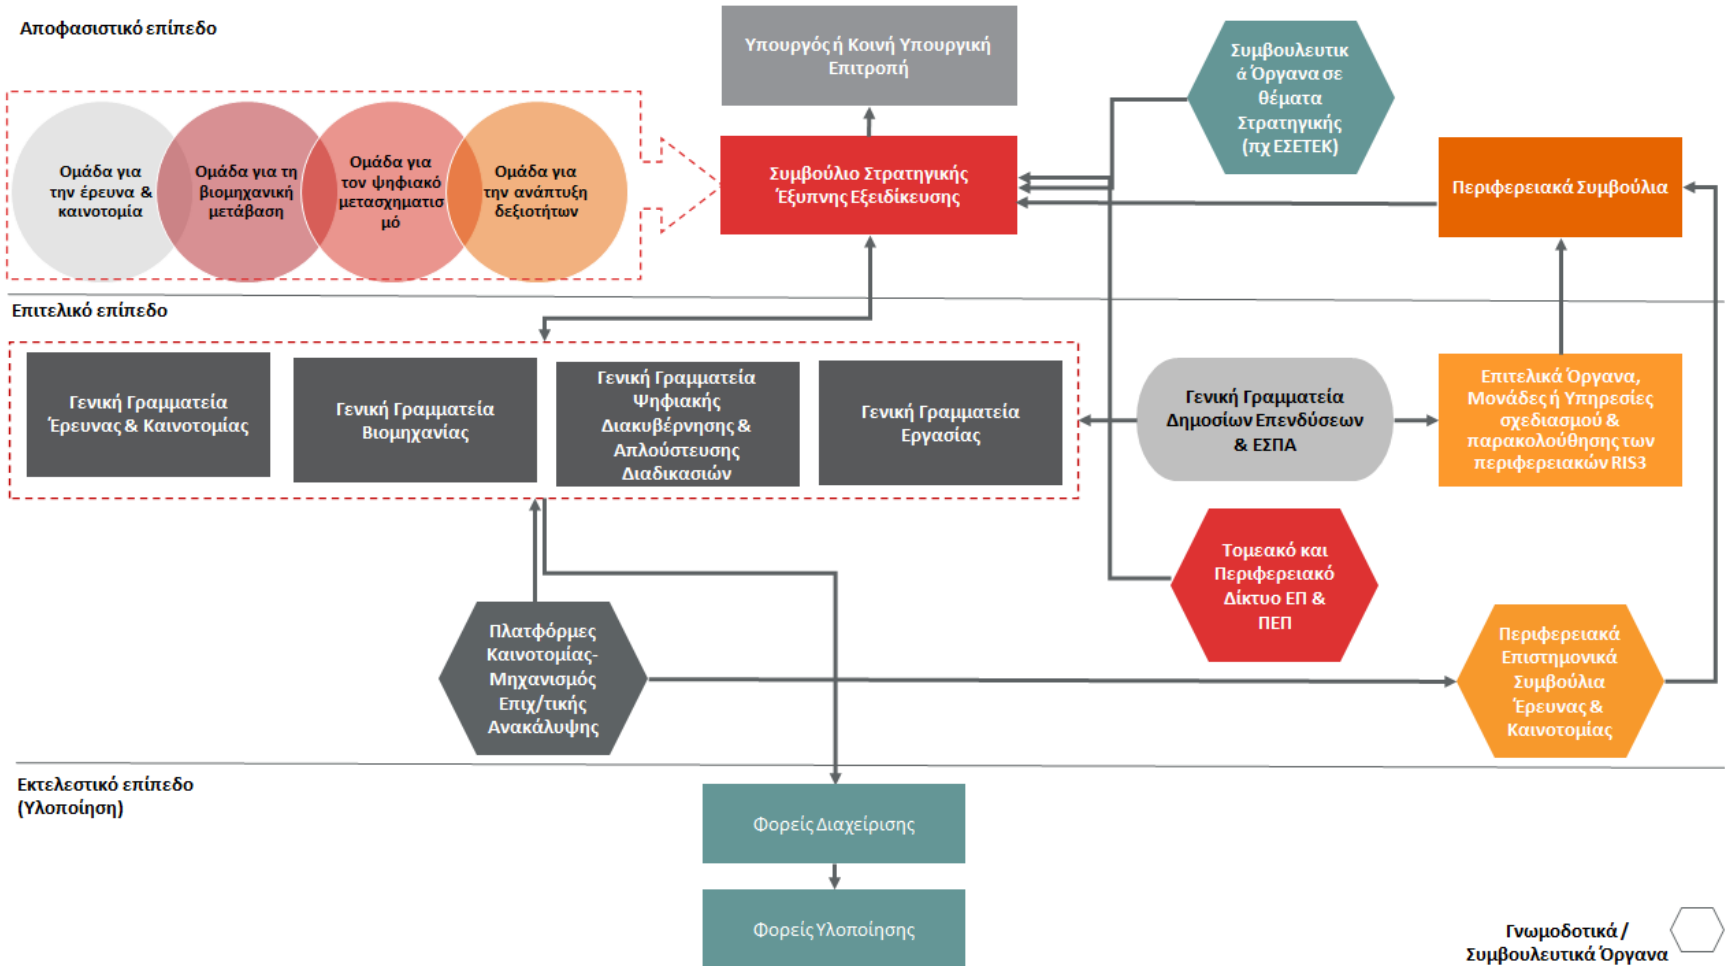 Αποφασιστικό επίπεδο
Υπουργός ή Κοινή Υπουργική
Επιτροπή
Συμβουλευτικ
ά Όργανα σε
θέματα
Στρατηγικής
(πχ ΕΣΕΤΕΚ)
Ομάδα για
την έρευνα &
καινοτομία
Ομάδα για τη
βιομηχανική
μετάβαση
Ομάδα για
τον ψηφιακό
μετασχηματισ
μό
Ομάδα για
την ανάπτυξη
δεξιοτήτων
Συμβούλιο Στρατηγικής
Έξυπνης Εξειδίκευσης
Περιφερειακά Συμβούλια
Επιτελικό επίπεδο
Γενική Γραμματεία
Έρευνας & Καινοτομίας
Γενική Γραμματεία
Βιομηχανίας
Γενική Γραμματεία
Ψηφιακής
Διακυβέρνησης &
Απλούστευσης
Διαδικασιών
Γενική Γραμματεία
Εργασίας
Γενική Γραμματεία
Δημοσίων Επενδύσεων
& ΕΣΠΑ
Επιτελικά Όργανα,
Μονάδες ή Υπηρεσίες
σχεδιασμού &
παρακολούθησης των
περιφερειακών RIS3
Τομεακό και
Περιφερειακό
Δίκτυο ΕΠ &
ΠΕΠ
Πλατφόρμες
Καινοτομίας-
Μηχανισμός
Επιχ/τικής
Ανακάλυψης
Περιφερειακά
Επιστημονικά
Συμβούλια
Έρευνας &
Καινοτομίας
Εκτελεστικό επίπεδο
(Υλοποίηση)
Φορείς Διαχείρισης
Φορείς Υλοποίησης
Γνωμοδοτικά /
Συμβουλευτικά Όργανα